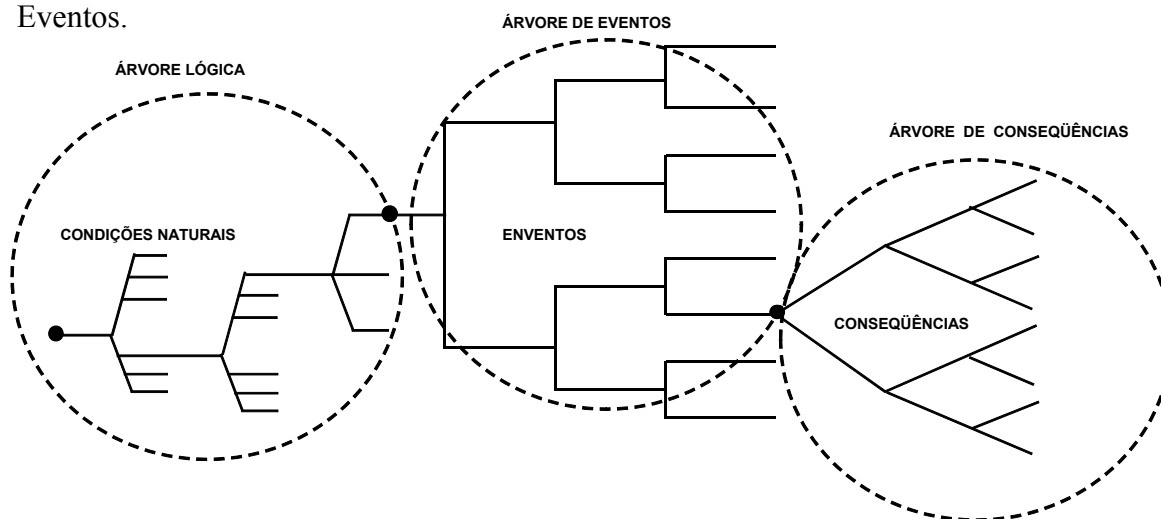 Eventos.
ÁRVORE DE EVENTOS
ÁRVORE LÓGICA
ÁRVORE DE CONSEQÜÊNCIAS
CONDIÇÕES NATURAIS
ENVENTOS
CONSEQÜÊNCIAS